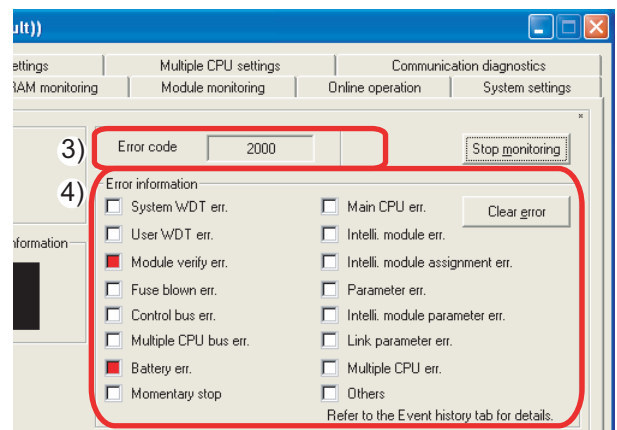 ult))
ettings Multiple CPU settings Communication diagnostics
RAM monitoring Module monitoring Online operation System settings
3) Error code 2000 Stop monitoring
4) Error information
System WDT err. Main CPU err. Clear error
User WDT err. Intelli. module err.
nformation
Module verify err. Intelli. module assignment err.
Fuse blown err. Parameter err.
Control bus err. Intelli. module parameter err.
Multiple CPU bus err. Link parameter err.
Battery err. Multiple CPU err.
Momentary stop Others
Refer to the Event history tab for details.